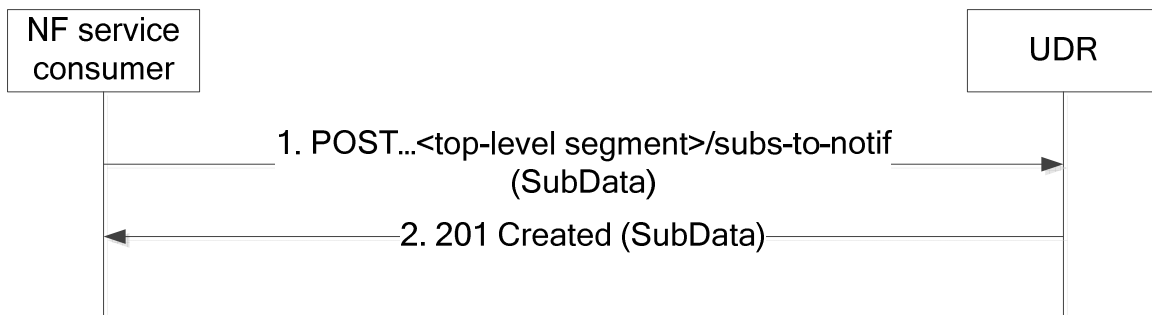 NF service
consumer
UDR
1. POST...<top-level segment>/subs-to-notif
(SubData)
2. 201 Created (SubData)